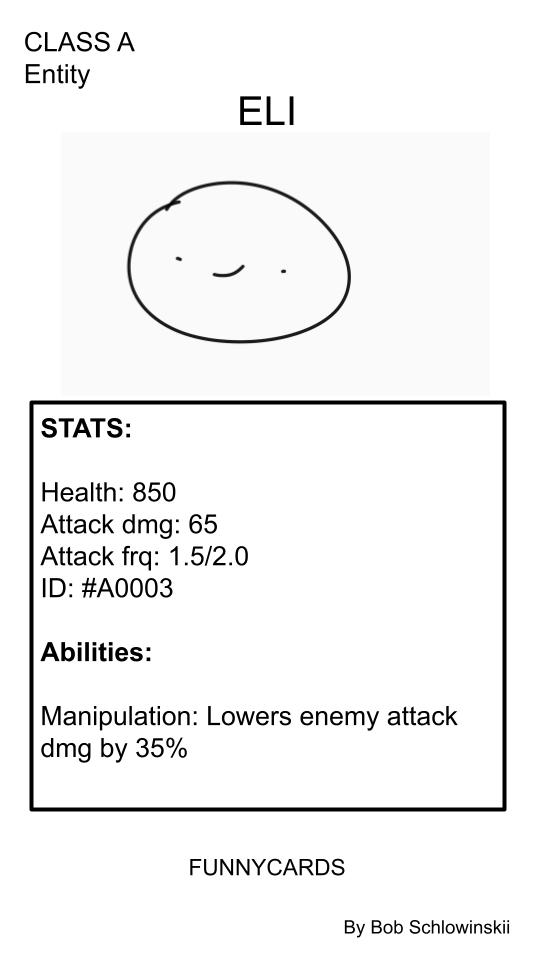 CLASS A
Entity
ELI
STATS:
Health: 850
Attack dmg: 65
Attack frq: 1.5/2.0
ID: #A0003
Abilities:
Manipulation: Lowers enemy attack
dmg by 35%
FUNNYCARDS
By Bob Schlowinskii